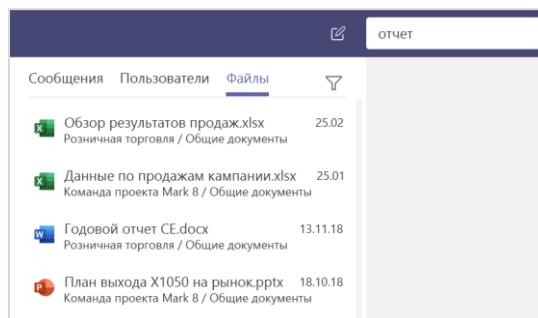 отчет
Сообщения Пользователи Файлы
Обзор результатов продаж.xlsx 25.02
Розничная торговля / Общие документы
Данные по продажам кампании.xlsx 25.01
Команда проекта Mark 8 / Общие документы
Годовой отчет CE.docx 13.11.18
Розничная торговля / Общие документы
План выхода X1050 на рынок.pptx 18.10.18
Команда проекта Mark 8 / Общие документы